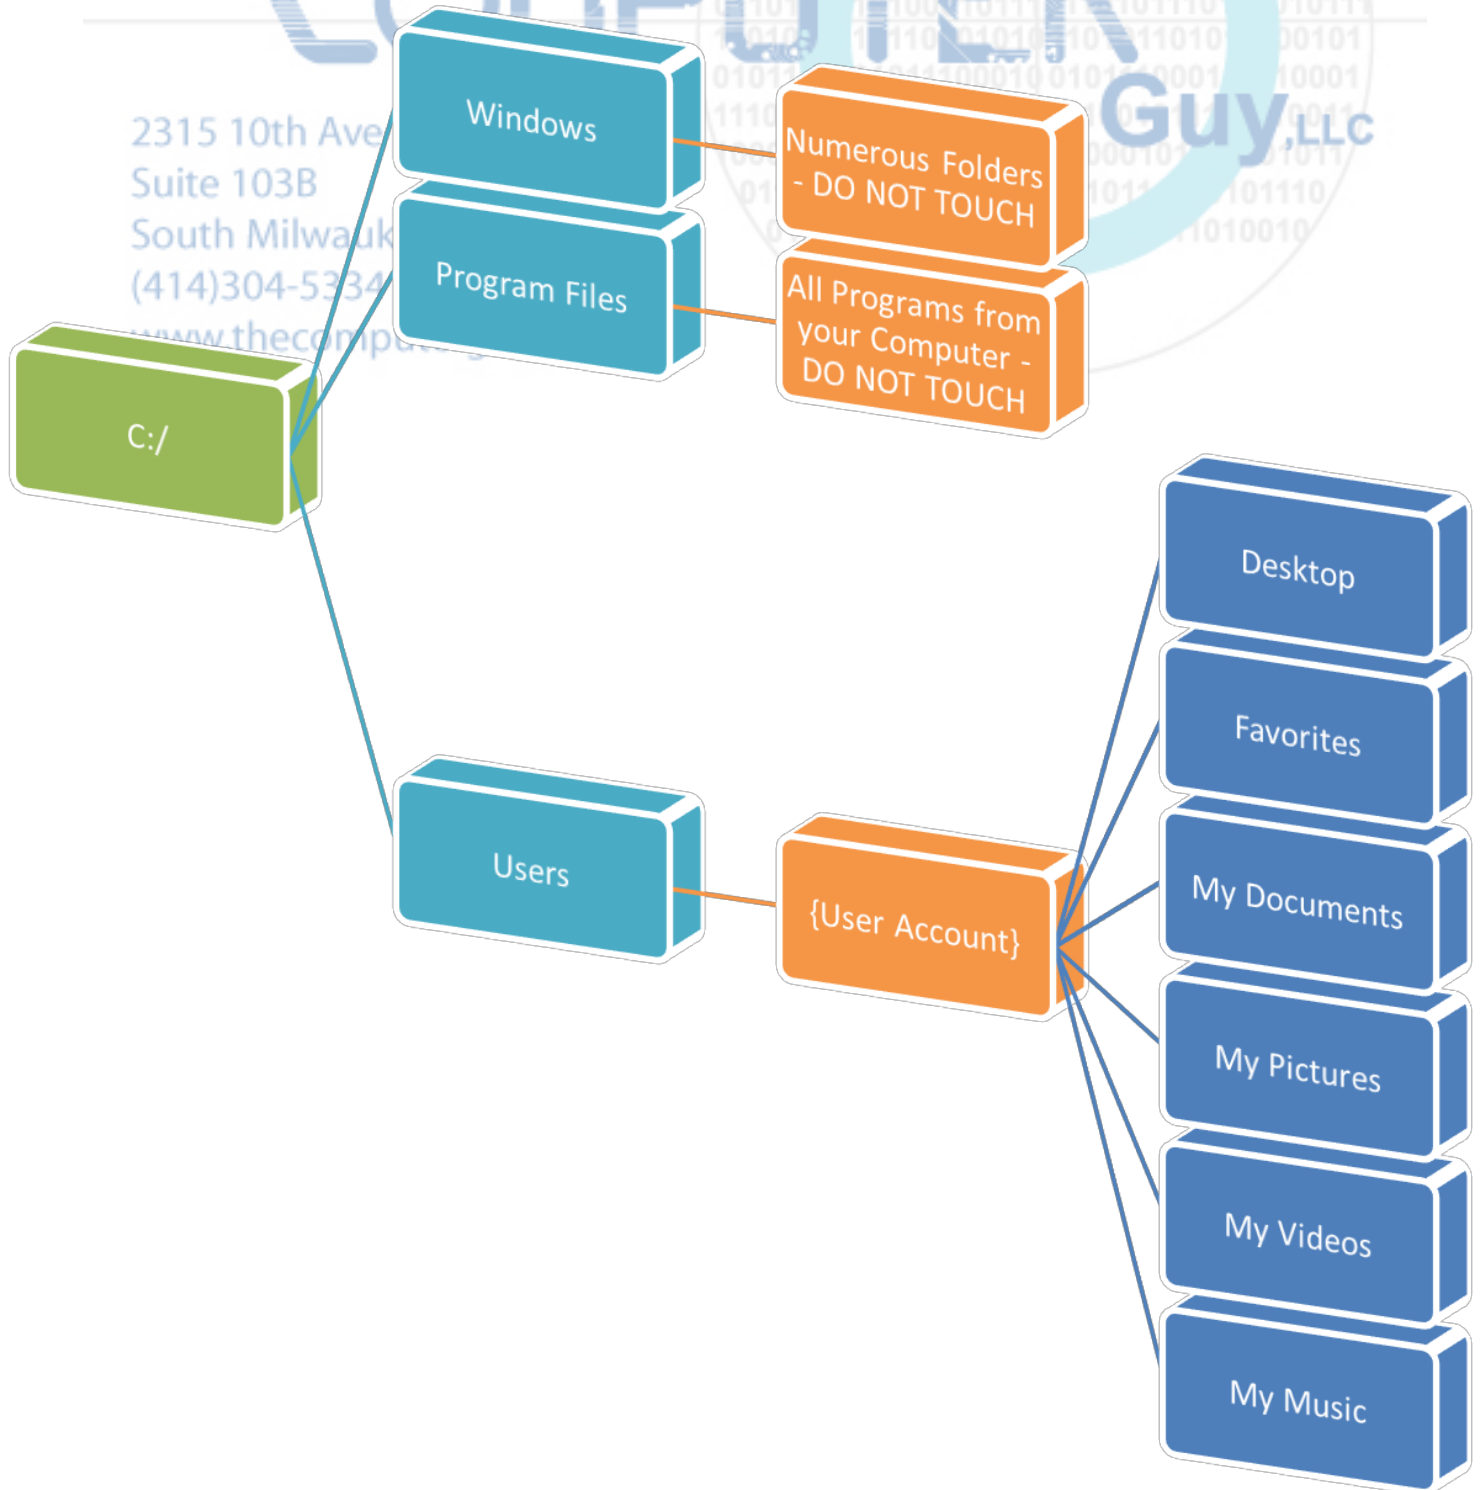 COMPUTER
Guy,LLC
2315 10th Ave
Suite 103B
South Milwauk
(414)304-5334
Windows
Numerous Folders
- DO NOT TOUCH
Program Files
All Programs from
your Computer -
DO NOT TOUCH
C:/
Desktop
Favorites
Users
{User Account}
My Documents
My Pictures
My Videos
My Music